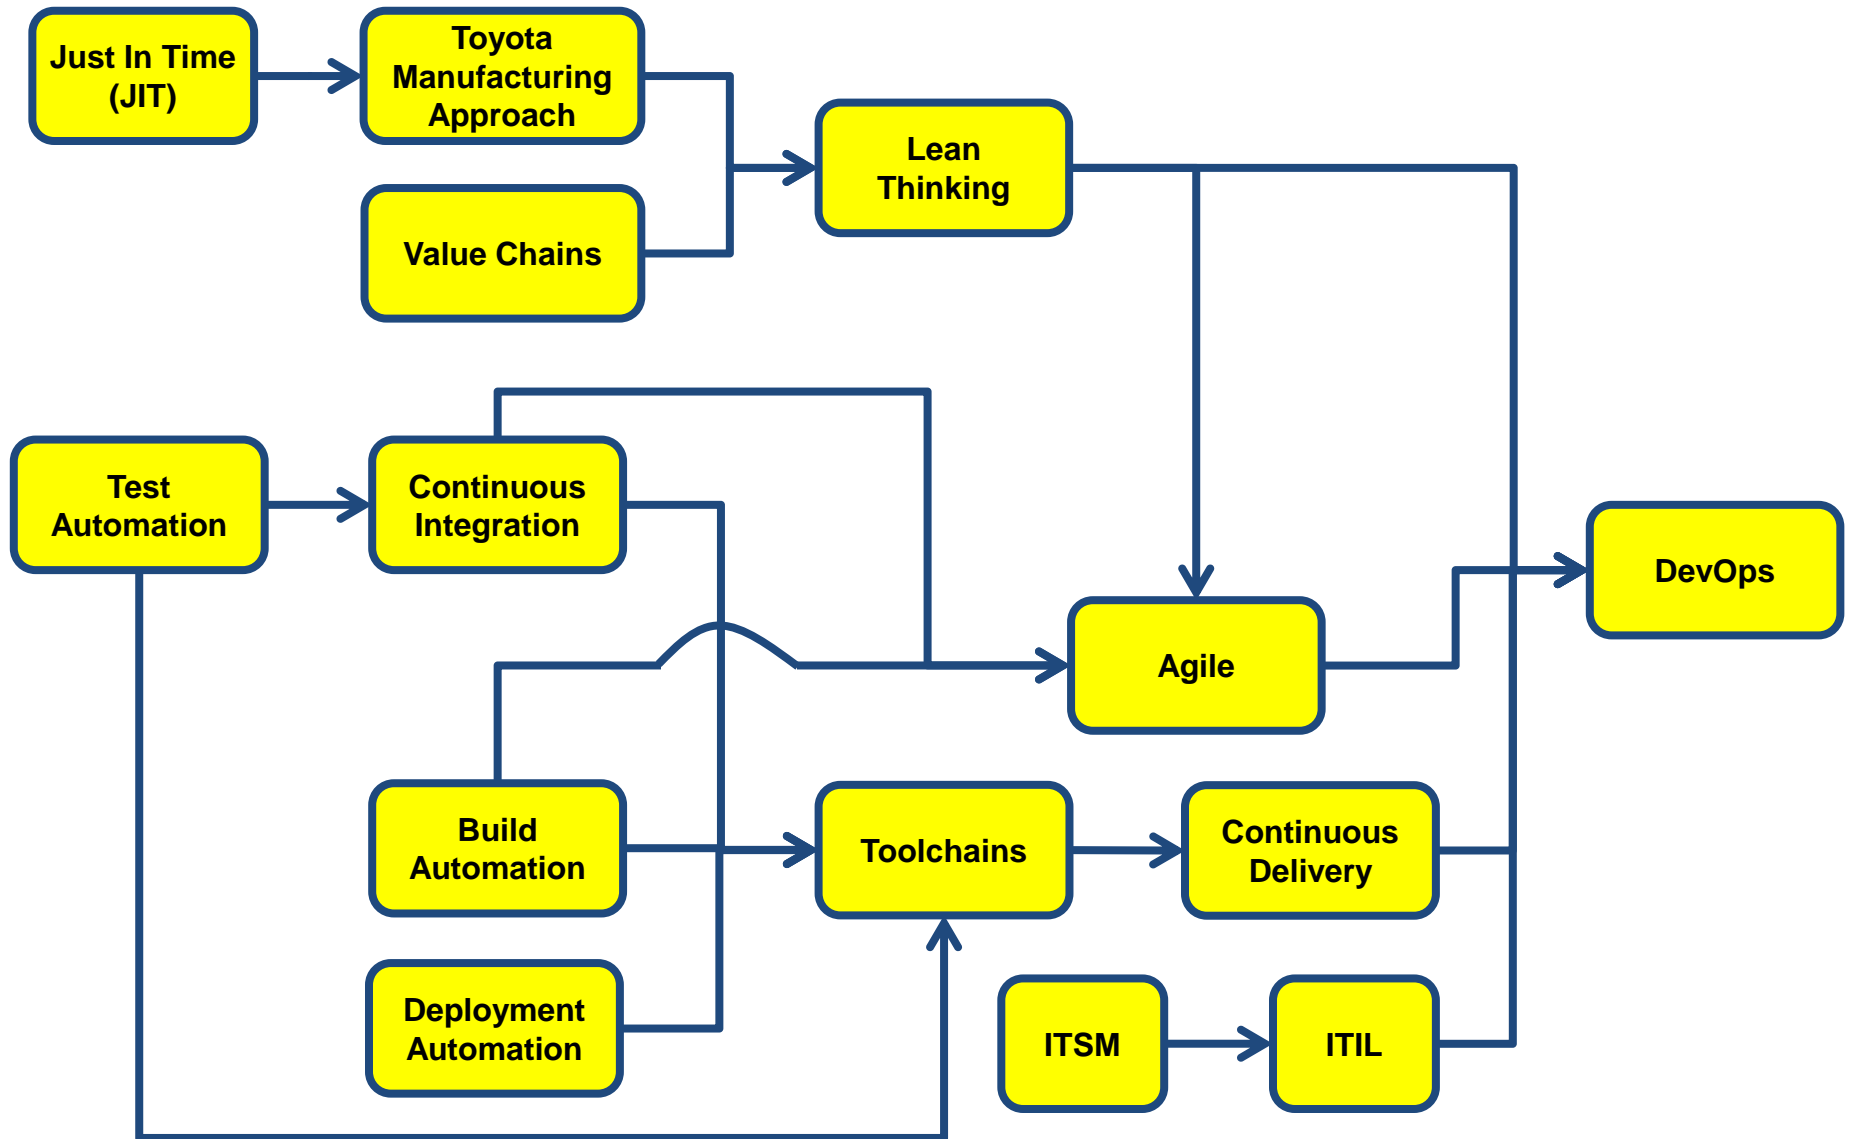 Just In Time
(JIT)
Toyota
Manufacturing
Approach
Lean
Thinking
Value Chains
Test
Automation
Continuous
Integration
DevOps
Agile
Build
Automation
Toolchains
Continuous
Delivery
Deployment
Automation
ITSM
ITIL